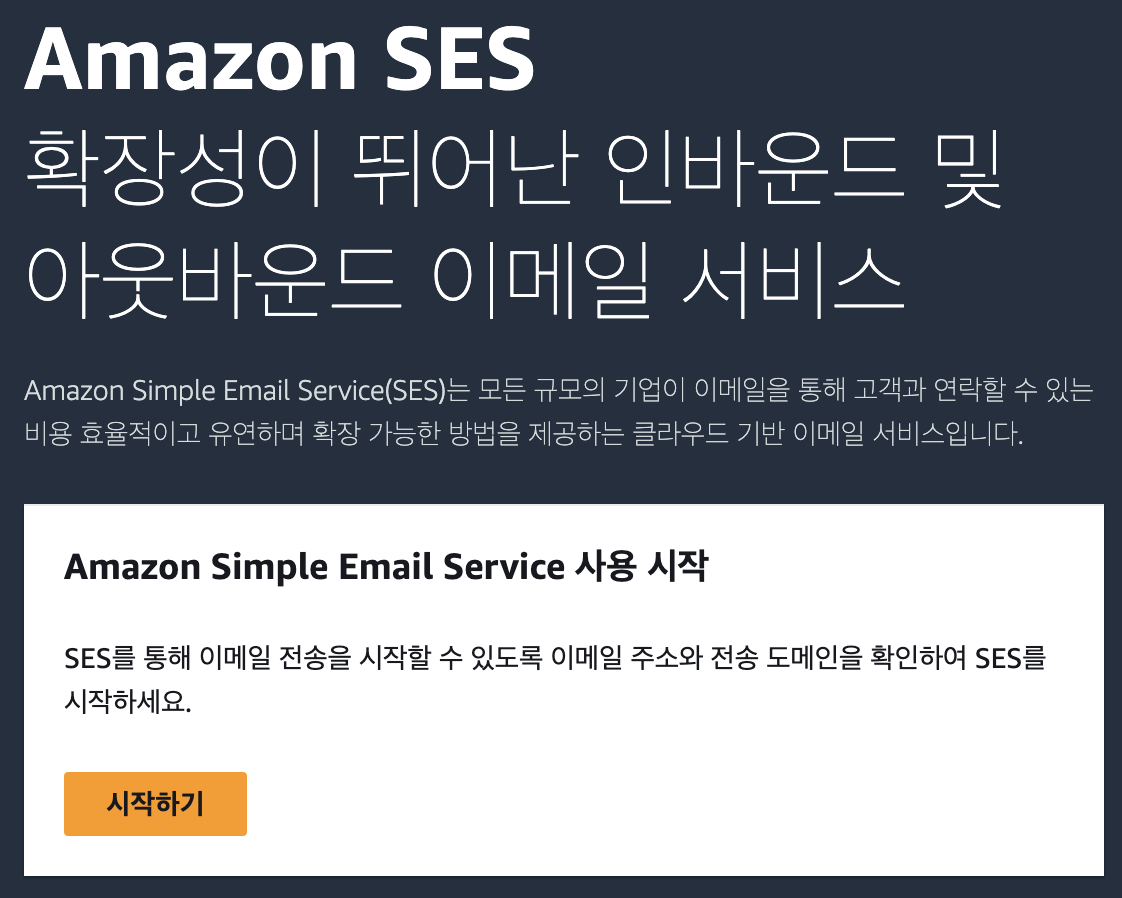 Amazon SES
확장성이 뛰어난 인바운드 및
아웃바운드 이메일 서비스
Amazon Simple Email Service(SES)는 모든 규모의 기업이 이메일을 통해 고객과 연락할 수 있는
비용 효율적이고 유연하며 확장 가능한 방법을 제공하는 클라우드 기반 이메일 서비스입니다.
Amazon Simple Email Service 사용 시작
SES를 통해 이메일 전송을 시작할 수 있도록 이메일 주소와 전송 도메인을 확인하여 SES를
시작하세요.
시작하기